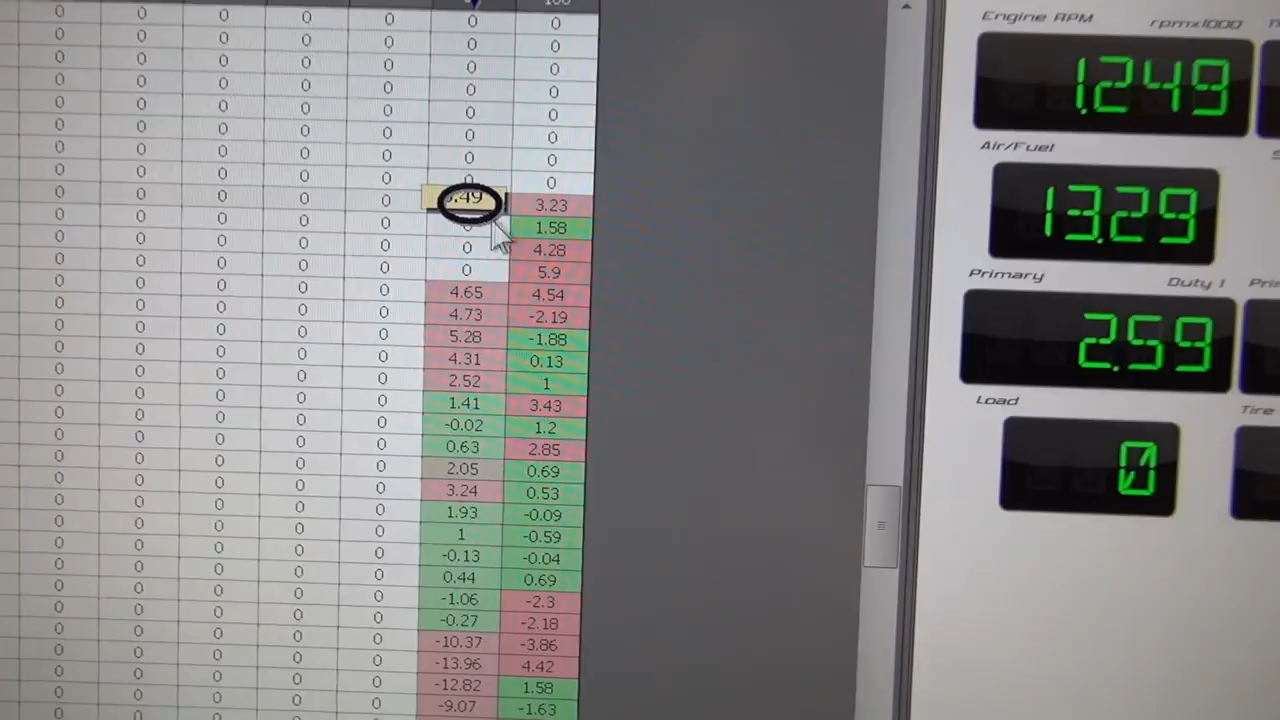 0 0 0 0 0 0 0
0 0 0 0 0 0 0
0 0 0 0 0 0 0
0 0 0 0 0 0 0
0 0 0 0 0 0 0
0 0 0 0 0 0 0
0 0 0 0 0 0 0
0 0 0 0 0 0 0
0 0 0 0 0 3.23
0 0 0 0 0 0 1.58
0 0 0 0 0 0 4.28
0 0 0 0 0 0 5.9
0 0 0 0 0 4.65 4.54
0 0 0 0 0 4.73 -2.19
0 0 0 0 0 5.28 -1.88
0 0 0 0 0 4.31 0.13
0 0 0 0 0 2.52 1
0 0 0 0 0 1.41 3.43
0 0 0 0 0 -0.02 1.2
0 0 0 0 0 0.63 2.85
0 0 0 0 0 2.05 0.69
0 0 0 0 0 3.24 0.53
0 0 0 0 0 1.93 -0.09
0 0 0 0 0 1 -0.59
0 0 0 0 0 -0.13 -0.04
0 0 0 0 0 0.44 0.69
0 0 0 0 0 -1.06 -2.3
0 0 0 0 0 -0.27 -2.18
0 0 0 0 0 -10.37 -3.86
0 0 0 0 0 -13.96 4.42
0 0 0 0 0 -12.82 1.58
0 0 0 0 0 -9.07 -1.63
Engine RPM rpmx1000
1.249
Air/Fuel
13.29
Primary Duty 1
2.59
Load
0
Tire